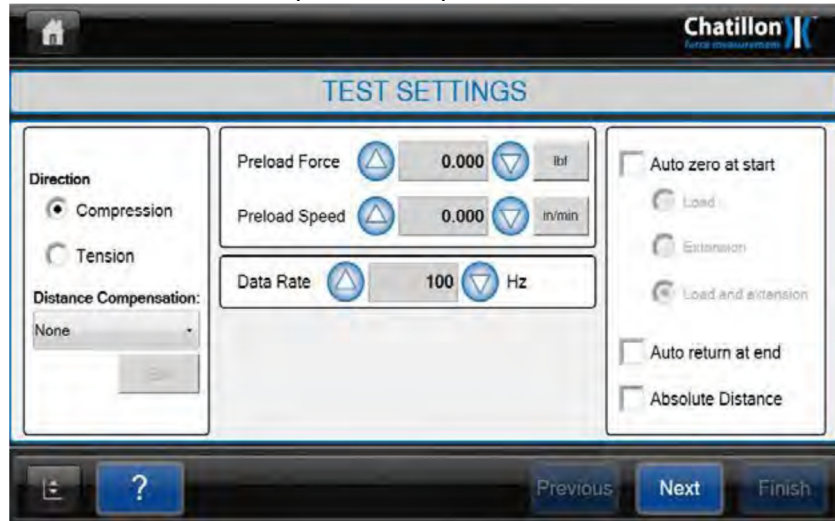 Chatillon
force measurement
TEST SETTINGS
Direction
Compression
Tension
Distance Compensation:
None
Preload Force 0.000 lbf
Preload Speed 0.000 in/min
Data Rate 100 Hz
Auto zero at start
Load
Extension
Load and extension
Auto return at end
Absolute Distance
?
Previous Next Finish